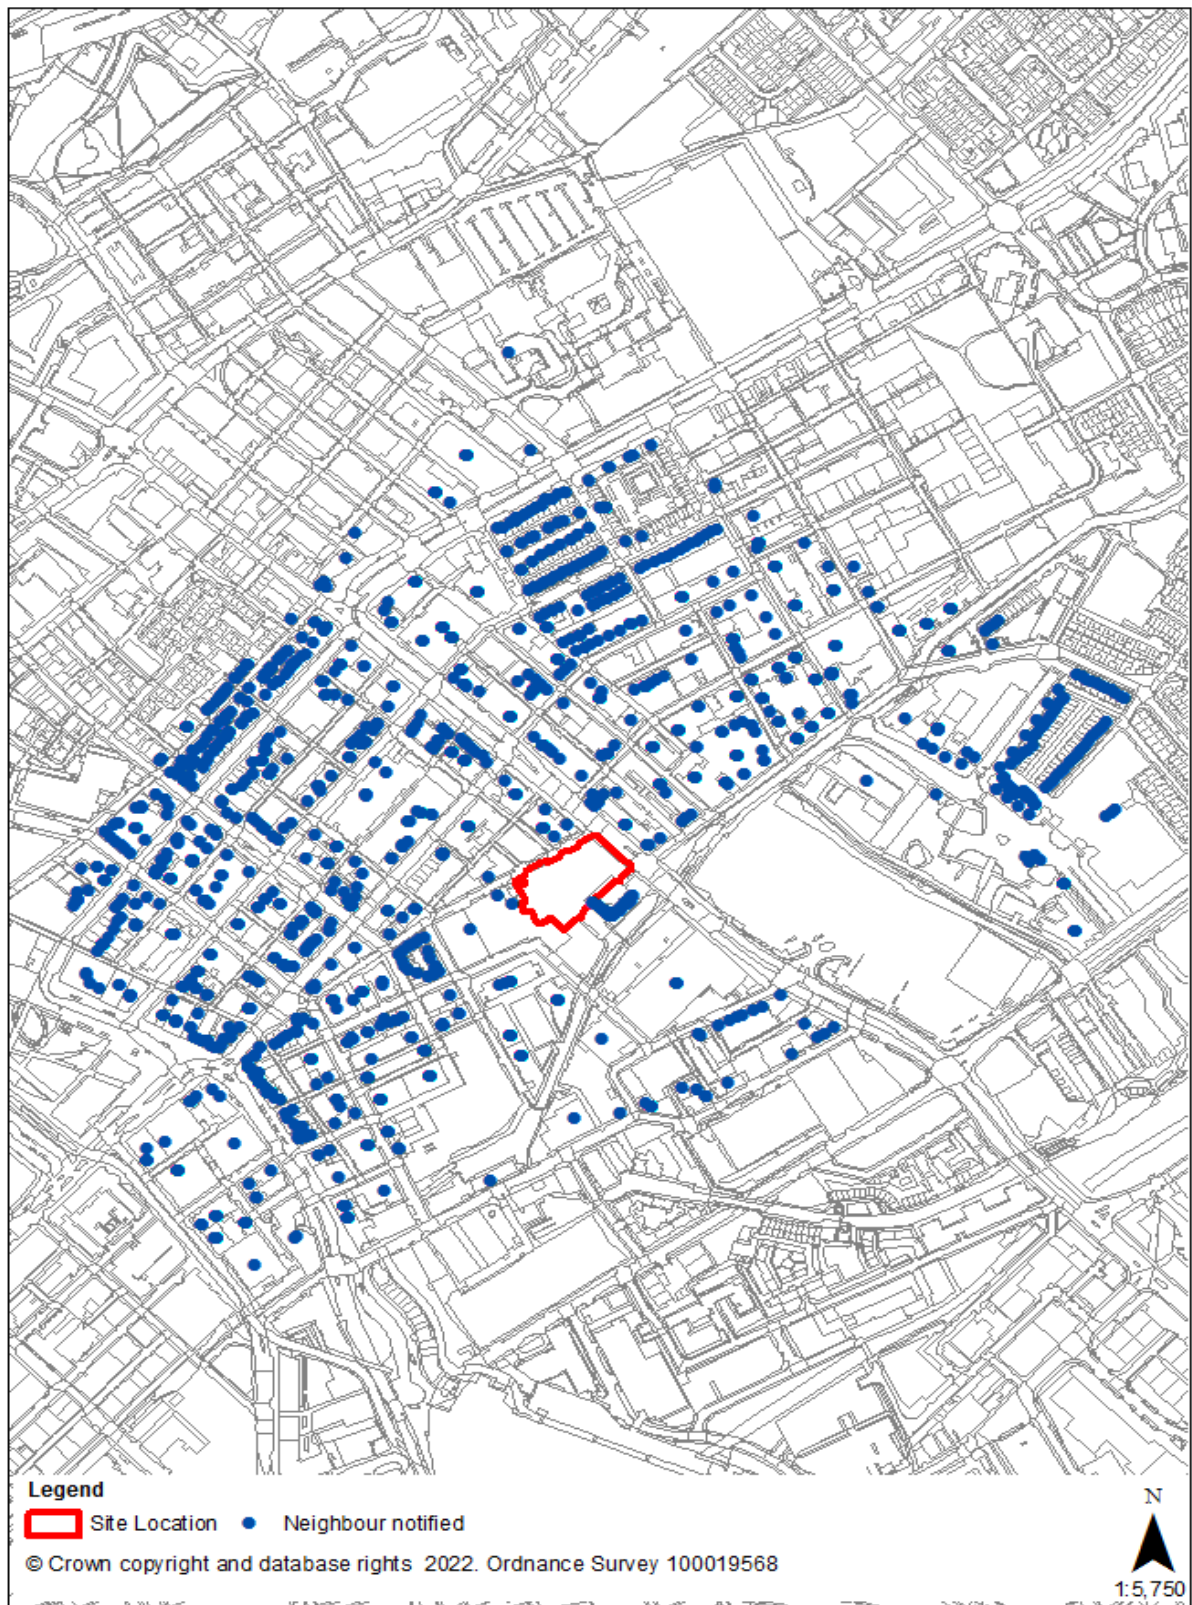 Legend
Site Location Neighbour notified
© Crown copyright and database rights 2022. Ordnance Survey 100019568
N
1:5,750